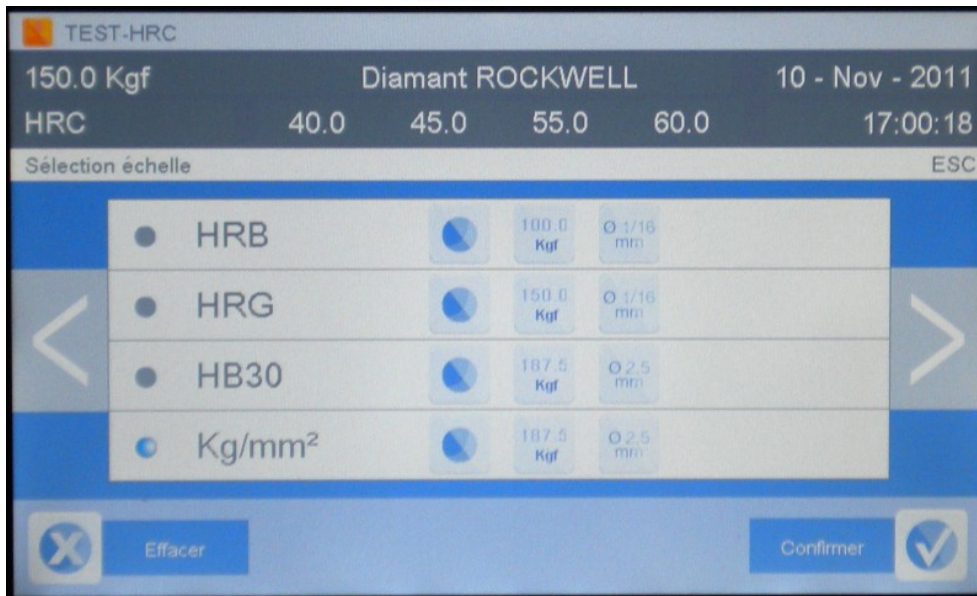 TEST-HRC
150.0 Kgf Diamant ROCKWELL 10 - Nov - 2011
HRC 40.0 45.0 55.0 60.0 17:00:18
Sélection échelle ESC
HRB 100.0 Kgf Ø 1/16 mm
HRG 150.0 Kgf Ø 1/16 mm
HB30 187.5 Kgf Ø 2.5 mm
Kg/mm² 187.5 Kgf Ø 2.5 mm
Effacer Confirmer